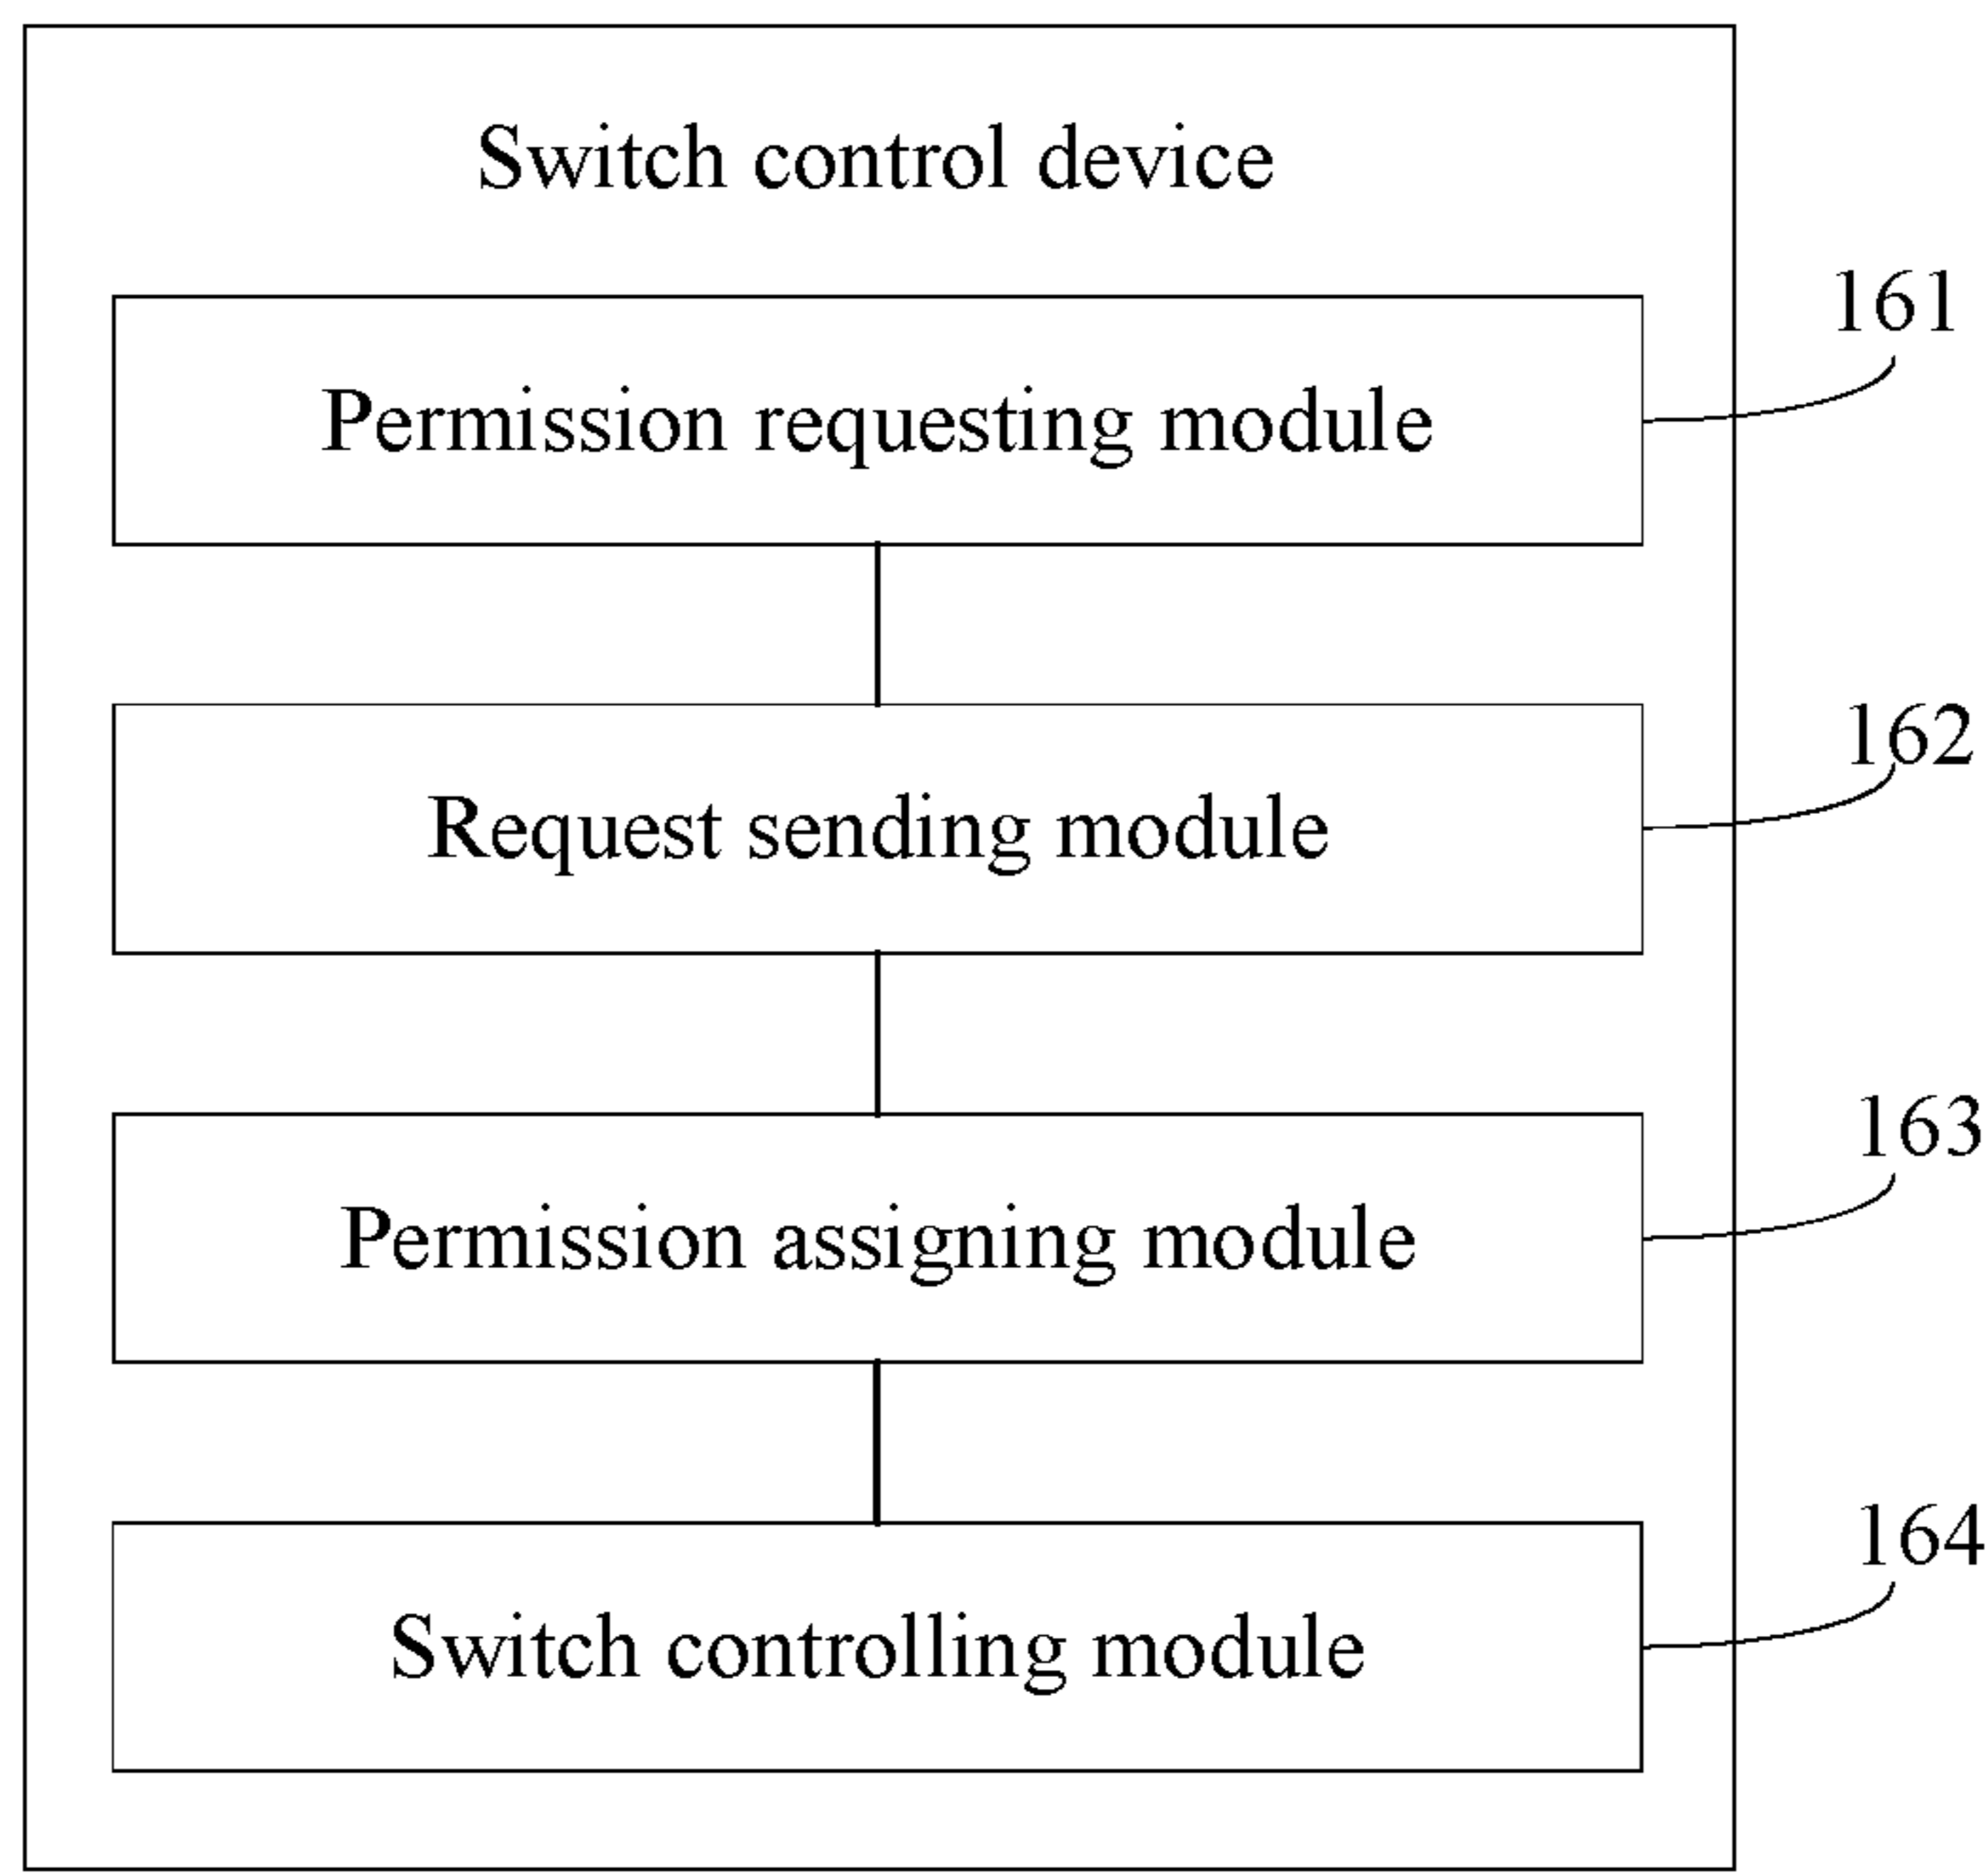 Switch control device
161
Permission requesting module
162
Request sending module
163
Permission assigning module
164
Switch controlling module